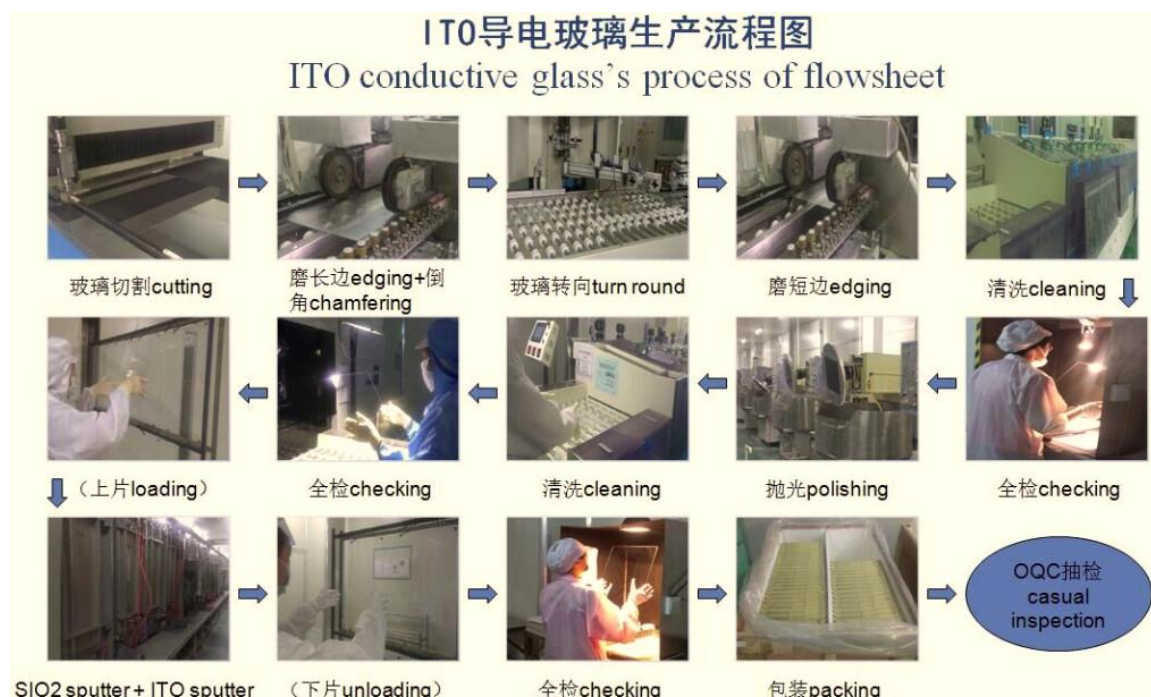 ITO导电玻璃生产流程图
ITO conductive glass's process of flowsheet
玻璃切割cutting
磨长边edging+倒
角chamfering
玻璃转向turn round
磨短边edging
清洗cleaning
（上片loading）
全检checking
清洗cleaning
抛光polishing
全检checking
SIO2 sputter + ITO sputter
（下片unloading）
全检checking
包装packing
OQC抽检
casual
inspection